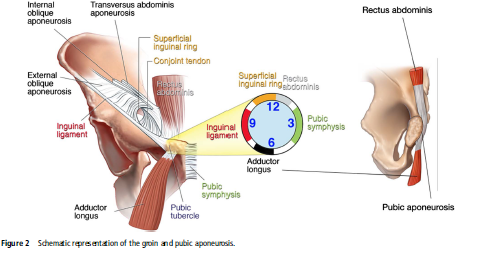 Internal
oblique
aponeurosis
Transversus abdominis
aponeurosis
Superficial
inguinal ring
Conjoint tendon
Rectus
abdominis
External
oblique
aponeurosis
Inguinal
ligament
Adductor
longus
Pubic
tubercle
Pubic
symphysis
Superficial
inguinal ring
Rectus
abdominis
12
9
3
6
Inguinal
ligament
Pubic
symphysis
Adductor
longus
Rectus abdominis
Pubic aponeurosis
Figure 2 Schematic representation of the groin and pubic aponeurosis.